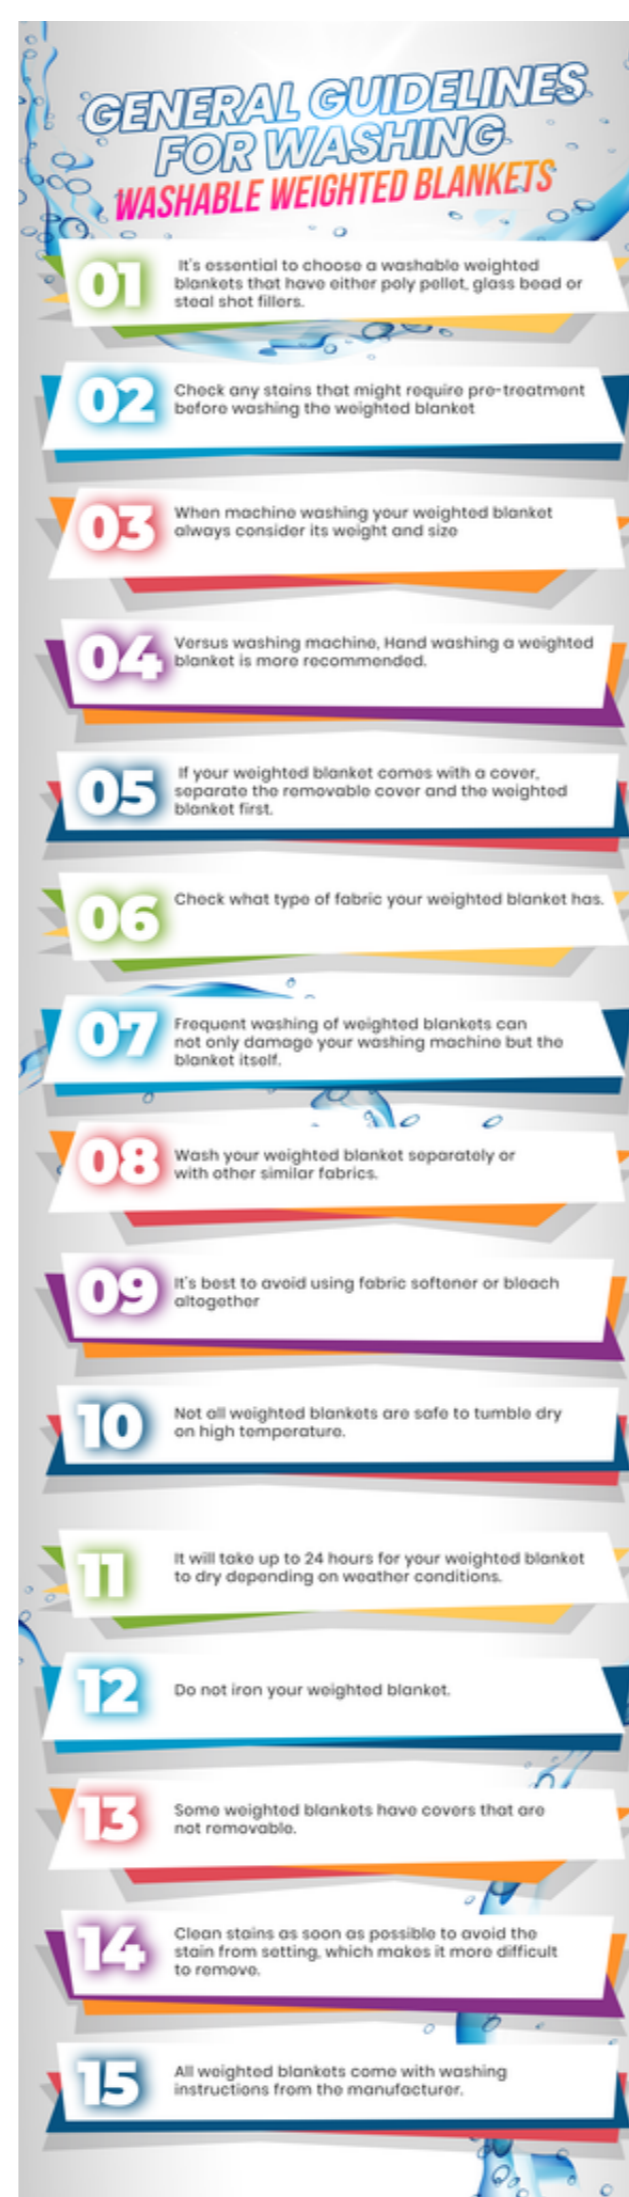 GENERAL GUIDELINES
FOR WASHING
WASHABLE WEIGHTED BLANKETS
01
It's essential to choose a washable weighted
blankets that have either poly pellet, glass bead or
steal shot fillers.
02
Check any stains that might require pre-treatment
before washing the weighted blanket
03
When machine washing your weighted blanket
always consider its weight and size
04
Versus washing machine, Hand washing a weighted
blanket is more recommended.
05
If your weighted blanket comes with a cover,
separate the removable cover and the weighted
blanket first.
06
Check what type of fabric your weighted blanket has.
07
Frequent washing of weighted blankets can
not only damage your washing machine but the
blanket itself.
08
Wash your weighted blanket separately or
with other similar fabrics.
09
It's best to avoid using fabric softener or bleach
altogether
10
Not all weighted blankets are safe to tumble dry
on high temperature.
11
It will take up to 24 hours for your weighted blanket
to dry depending on weather conditions.
12
Do not iron your weighted blanket.
13
Some weighted blankets have covers that are
not removable.
14
Clean stains as soon as possible to avoid the
stain from setting, which makes it more difficult
to remove.
15
All weighted blankets come with washing
instructions from the manufacturer.